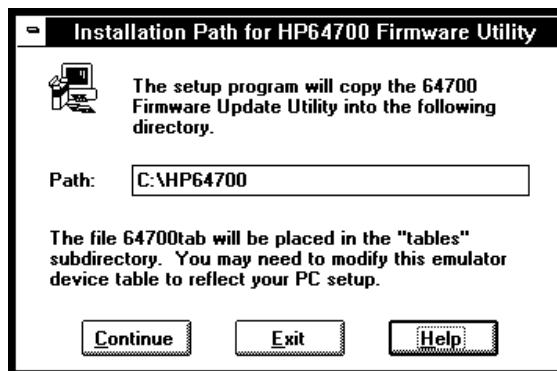 Installation Path for HP64700 Firmware Utility
The setup program will copy the 64700
Firmware Update Utility into the following
directory.
Path:
C:\HP64700
The file 64700tab will be placed in the "tables"
subdirectory. You may need to modify this emulator
device table to reflect your PC setup.
Continue
Exit
Help